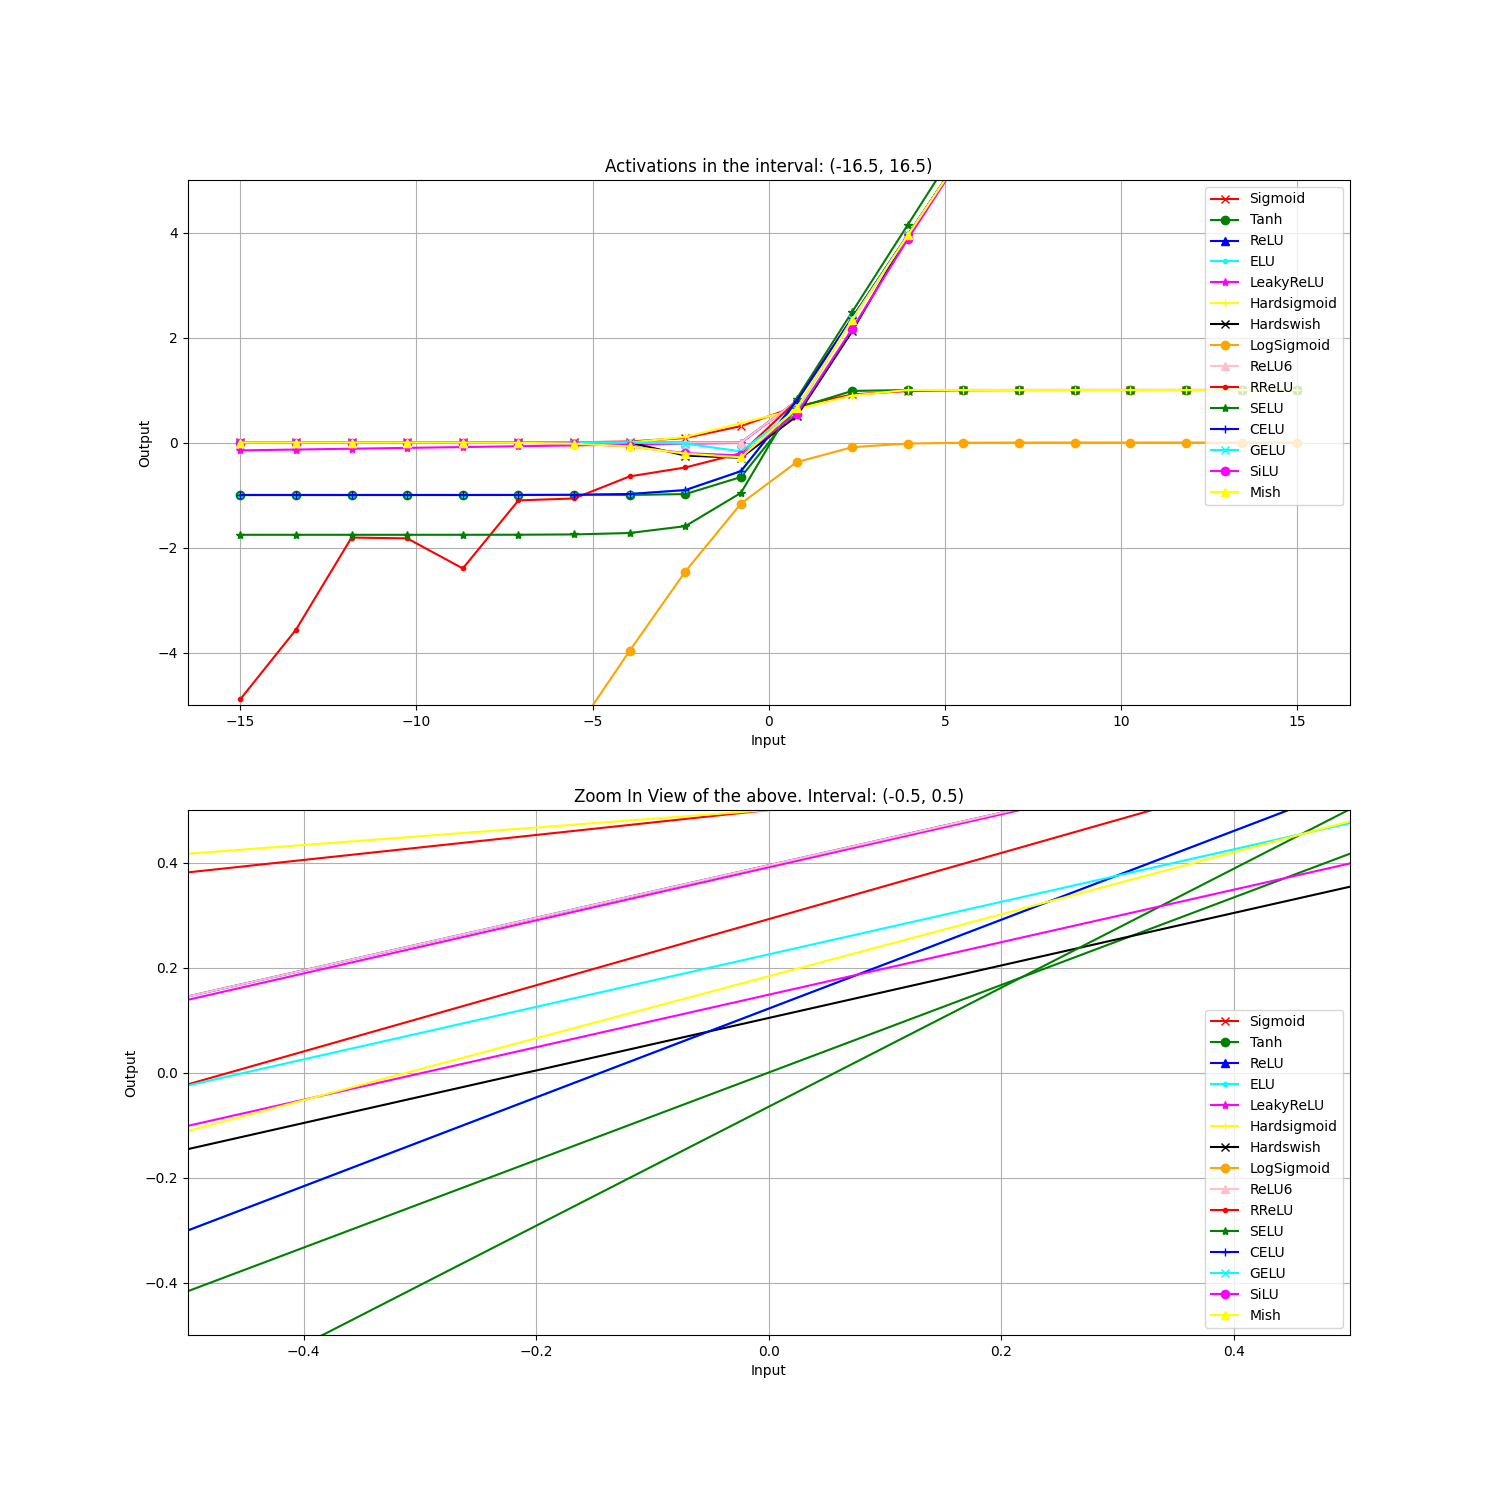 Activations in the interval: (-16.5, 16.5)
Output
4
2
0
−2
−4
−15
−10
−5
0
5
10
15
Input
Sigmoid
Tanh
ReLU
ELU
LeakyReLU
Hardsigmoid
Hardswish
LogSigmoid
ReLU6
RReLU
SELU
CELU
GELU
SiLU
Mish
Zoom In View of the above. Interval: (-0.5, 0.5)
Output
0.4
0.2
0.0
−0.2
−0.4
−0.4
−0.2
0.0
0.2
0.4
Input
Sigmoid
Tanh
ReLU
ELU
LeakyReLU
Hardsigmoid
Hardswish
LogSigmoid
ReLU6
RReLU
SELU
CELU
GELU
SiLU
Mish